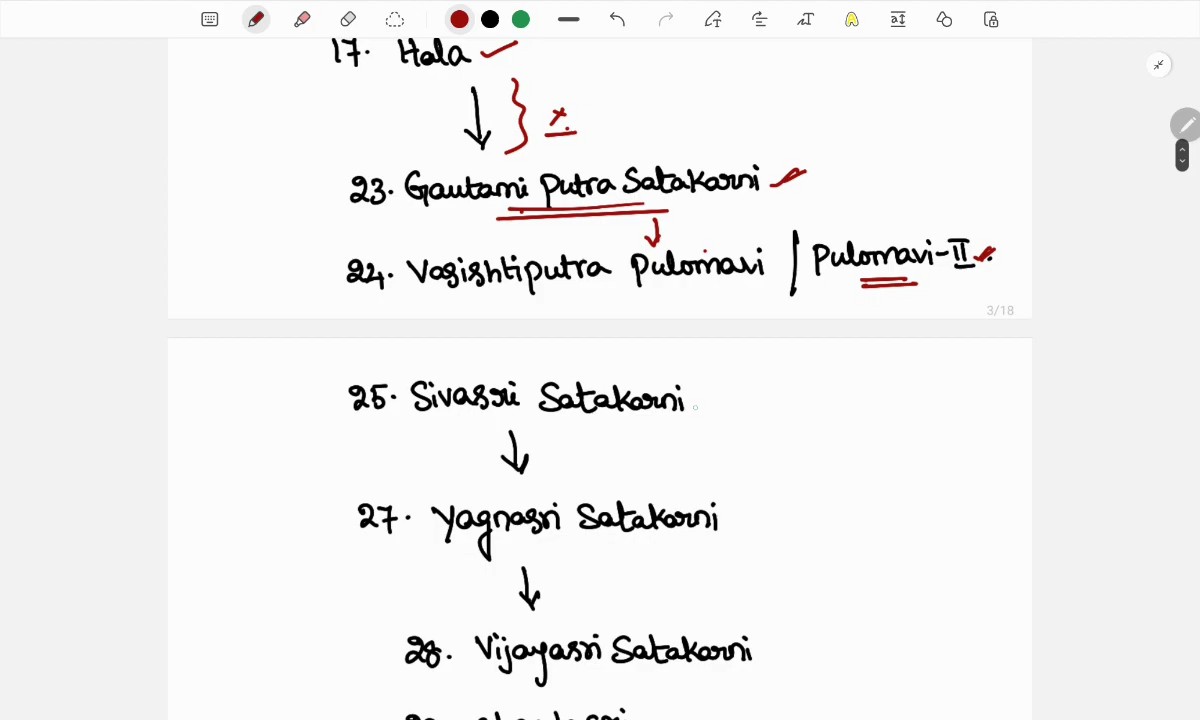 17. Hala
x.
23. Gautami Putra Satakarni
24. Vasishtiputra Pulomavi | Pulomavi-II
3/18
25. Sivasri Satakarni
27. Yagnasri Satakarni
28. Vijayasri Satakarni